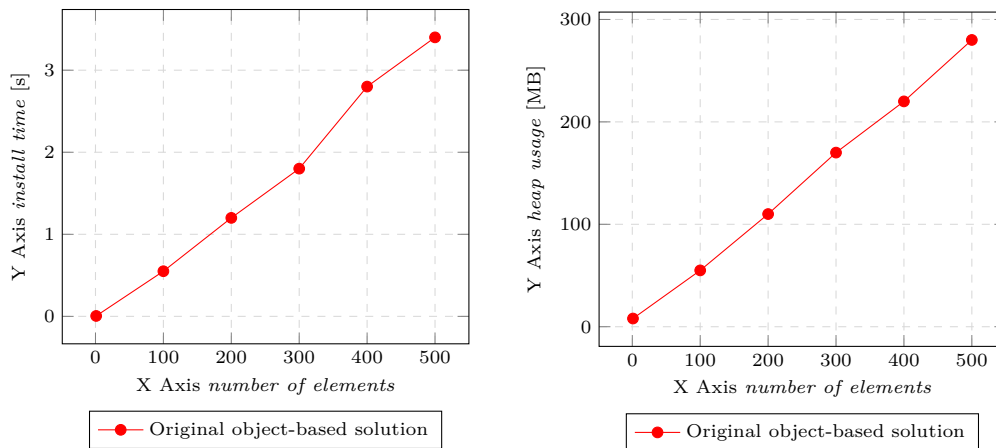 Y Axis install time [s]
3
2
1
0
0 100 200 300 400 500
X Axis number of elements
Original object-based solution
Y Axis heap usage [MB]
300
200
100
0
0 100 200 300 400 500
X Axis number of elements
Original object-based solution